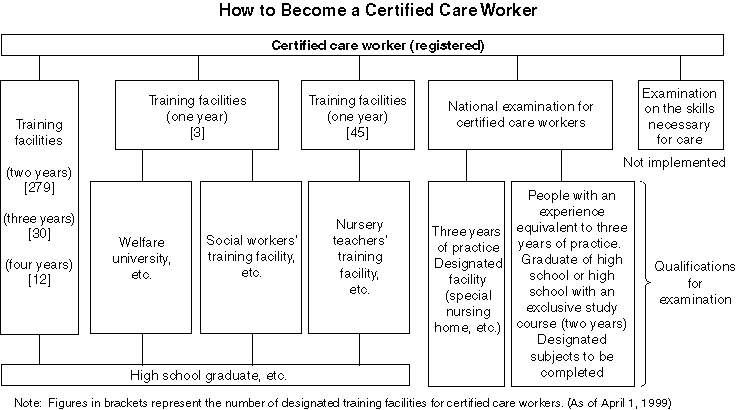 How to Become a Certified Care Worker
Certified care worker (registered)
Training
facilities
(two years)
[279]
(three years)
[30]
(four years)
[12]
Training facilities
(one year)
[3]
Training facilities
(one year)
[45]
National examination for
certified care workers
Examination
on the skills
necessary
for care
Not implemented
Welfare
university,
etc.
Social workers'
training facility,
etc.
Nursery
teachers'
training
facility,
etc.
Three years
of practice
Designated
facility
(special
nursing
home, etc.)
People with an
experience
equivalent to three
years of practice.
Graduate of high
school or high
school with an
exclusive study
course (two years)
Designated
subjects to be
completed
Qualifications
for
examination
High school graduate, etc.
Note: Figures in brackets represent the number of designated training facilities for certified care workers. (As of April 1, 1999)